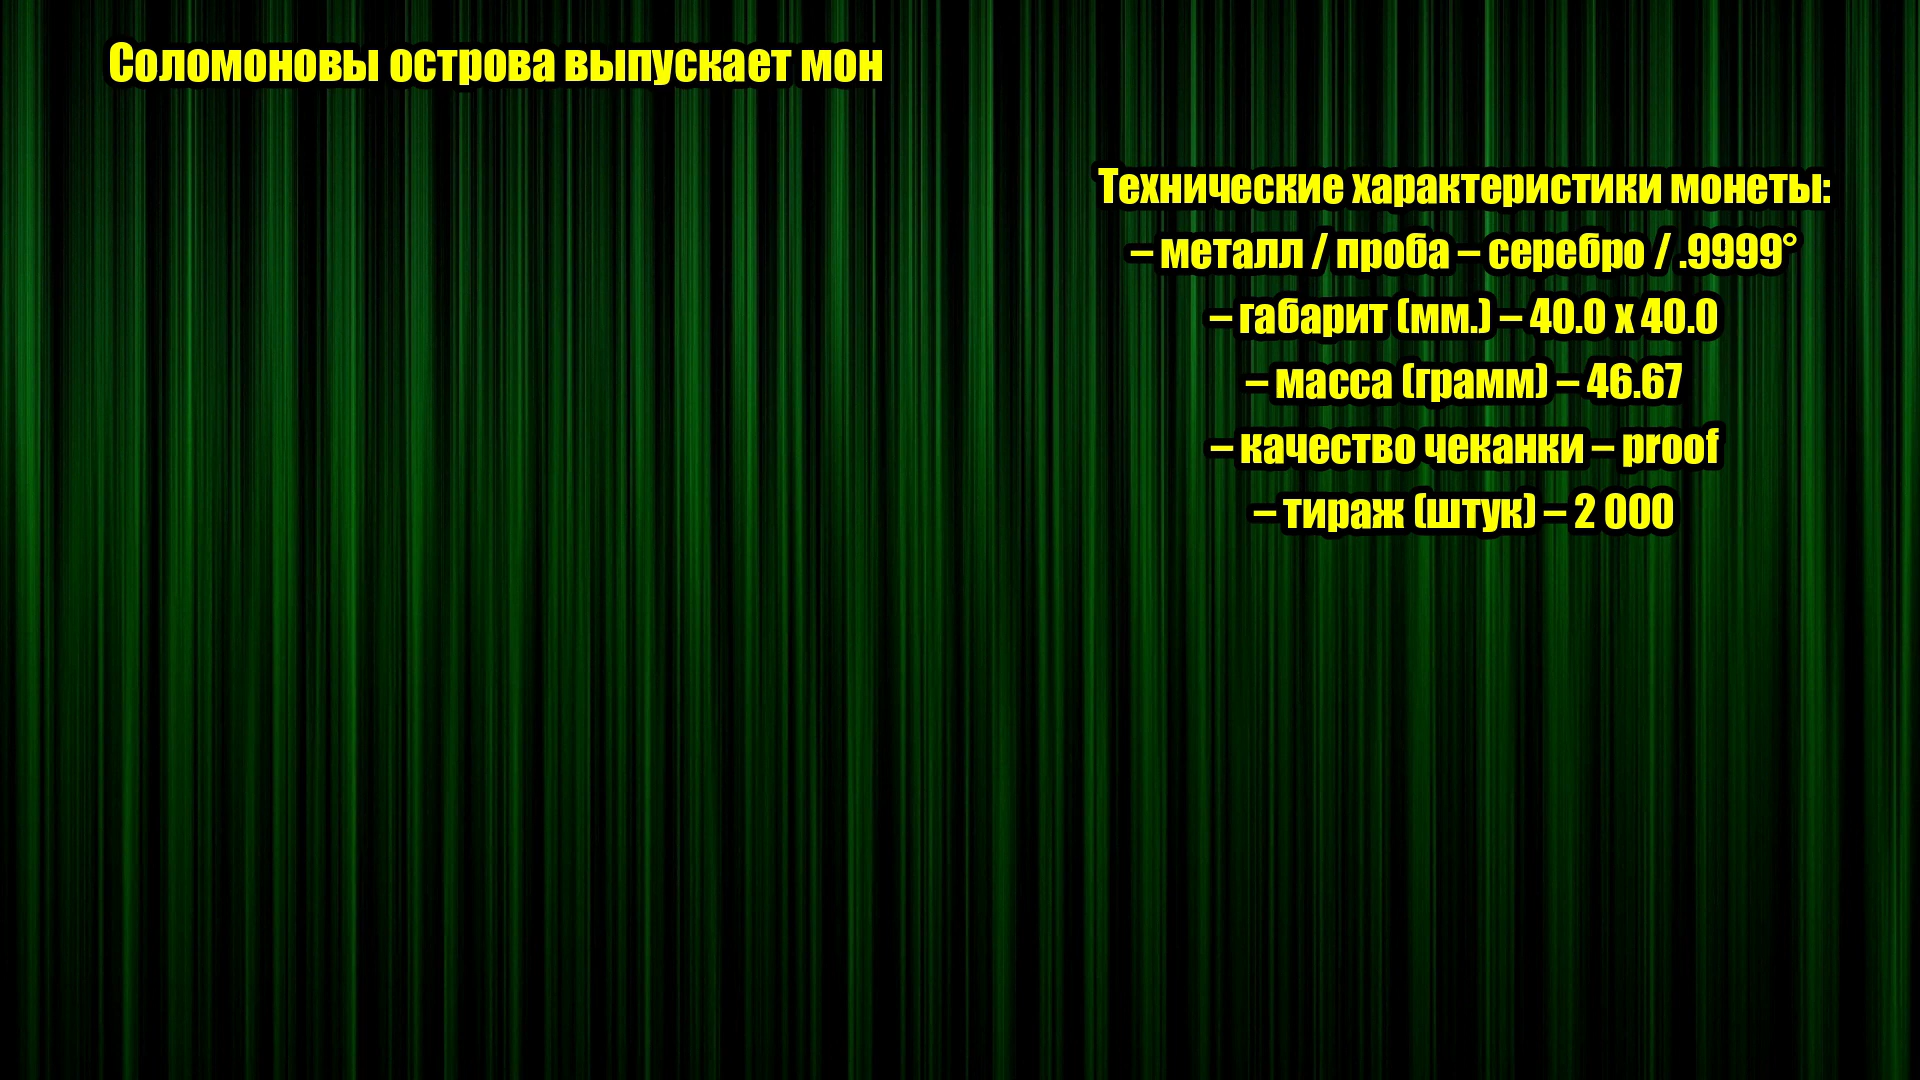 Соломоновы острова выпускает мон
Технические характеристики монеты:
– металл / проба – серебро / .9999°
– габарит (мм.) – 40.0 x 40.0
– масса (грамм) – 46.67
– качество чеканки – proof
– тираж (штук) – 2 000